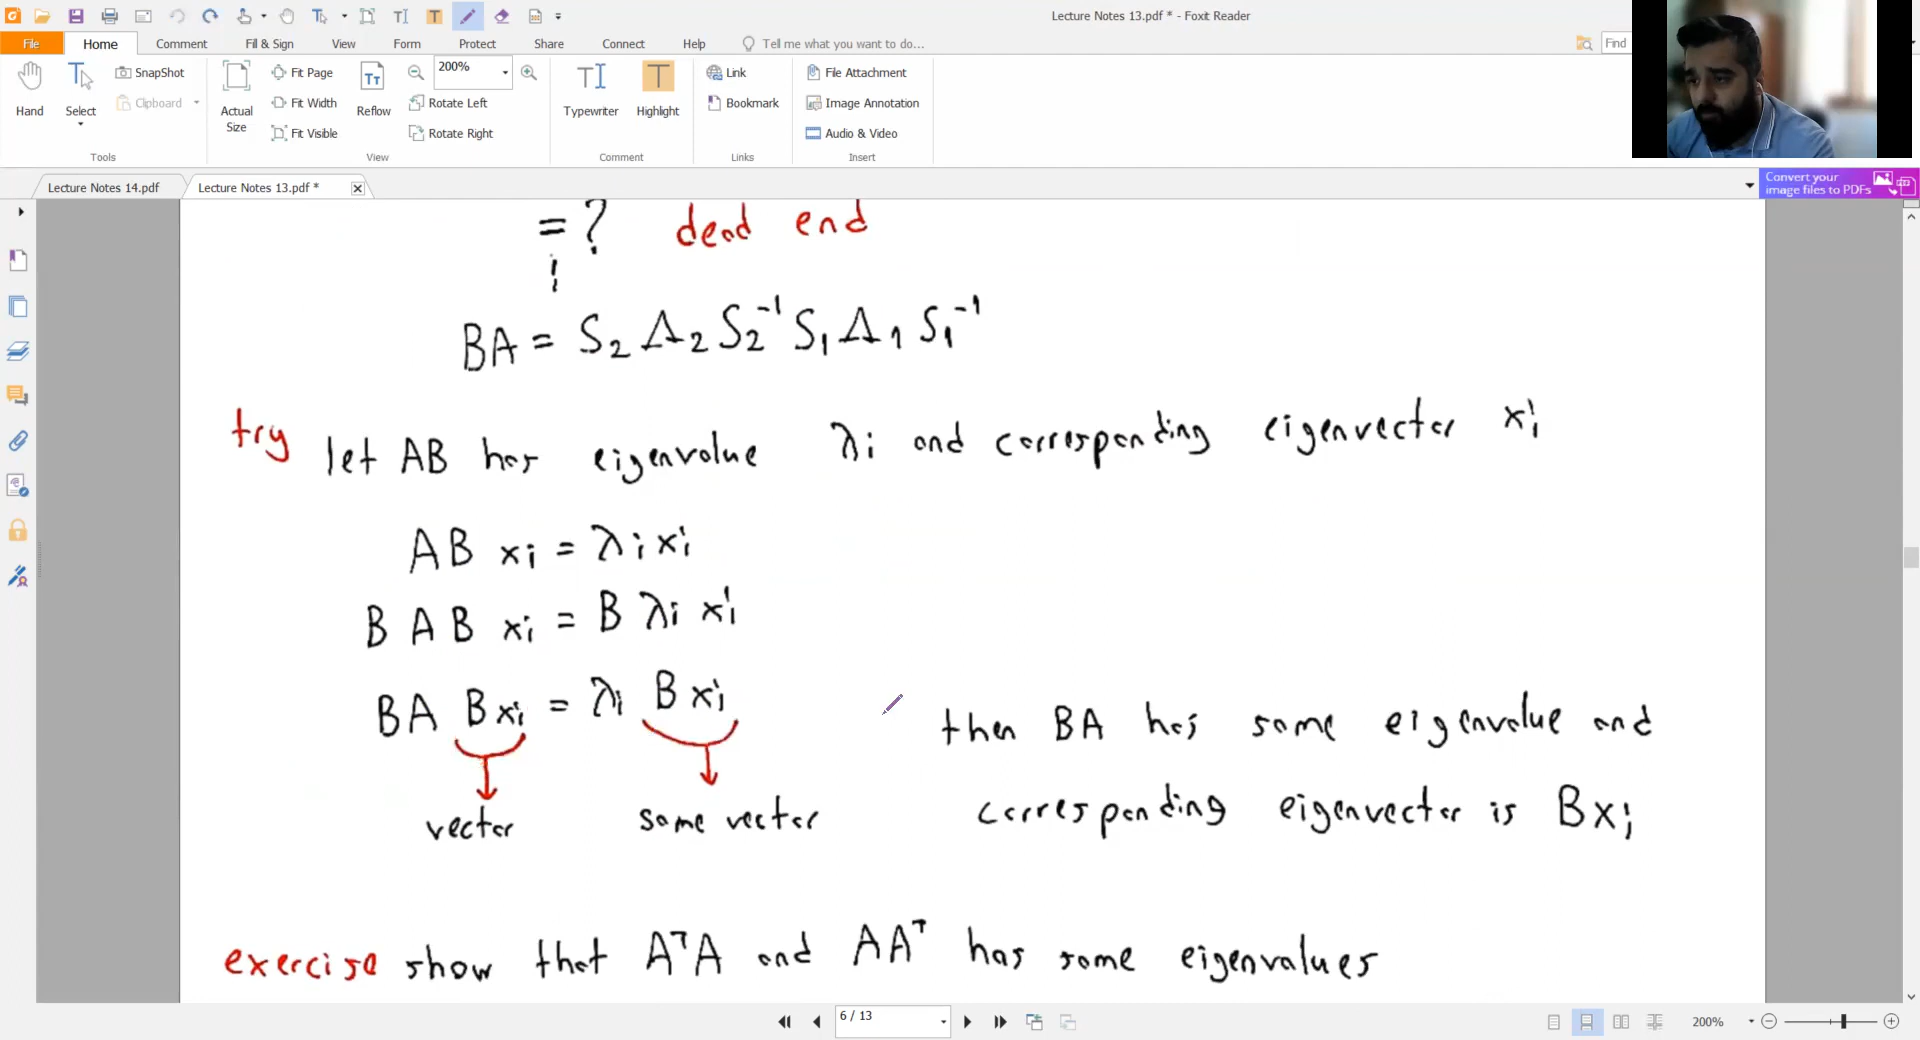 Lecture Notes 13.pdf * - Foxit Reader
File Home Comment Fill & Sign View Form Protect Share Connect Help Tell me what you want to do... Find
Hand
Select
SnapShot
Clipboard
Actual Size
Fit Page
Fit Width
Fit Visible
Reflow
200%
Rotate Left
Rotate Right
Typewriter
Highlight
Link
Bookmark
File Attachment
Image Annotation
Audio & Video
Tools View Comment Links Insert
Lecture Notes 14.pdf Lecture Notes 13.pdf *
Convert your
image files to PDFs
= ? dead end
BA = S₂ Λ₂ S₂⁻¹ S₁ Λ₁ S₁⁻¹
try let AB has eigenvalue λi and corresponding eigenvector xi
AB xi = λi xi
B A B xi = B λi xi
BA B xi = λi B xi
then BA has same eigenvalue and
vector same vector
corresponding eigenvector is Bxi
exercise show that AᵀA and AAᵀ has same eigenvalues
6 / 13
200%